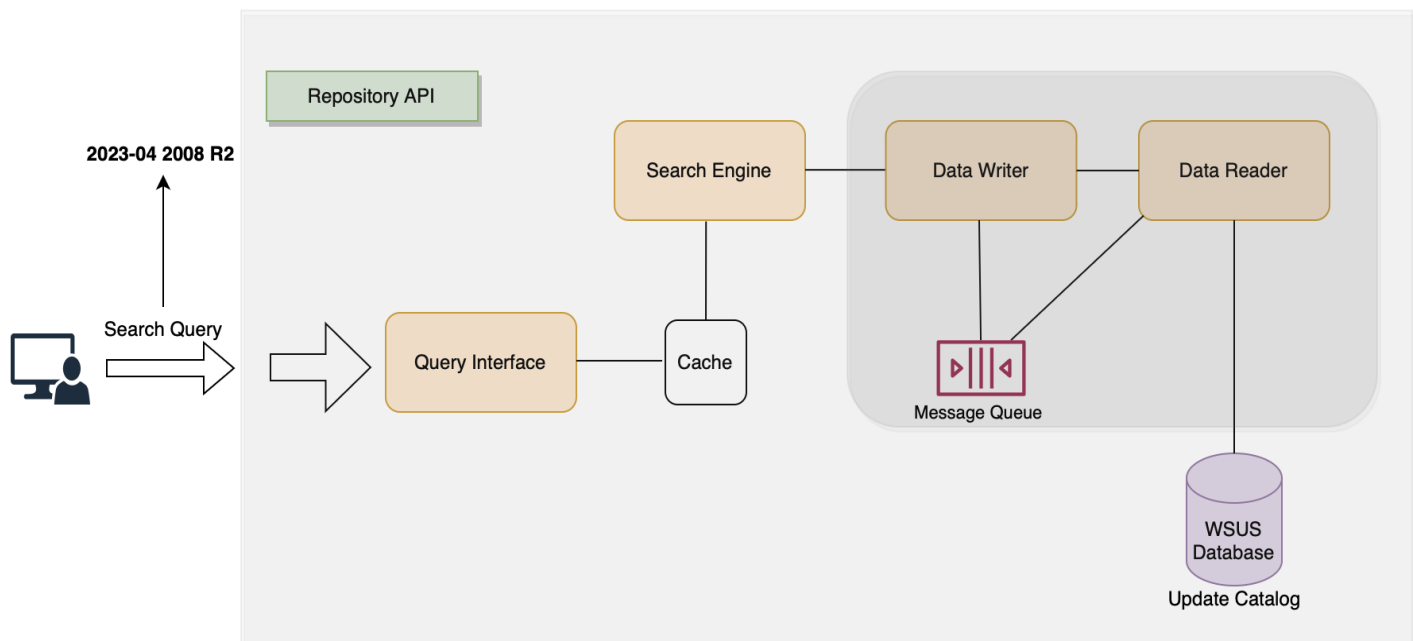 Repository API
2023-04 2008 R2
Search Engine
Data Writer
Data Reader
Search Query
Query Interface
Cache
Message Queue
WSUS
Database
Update Catalog